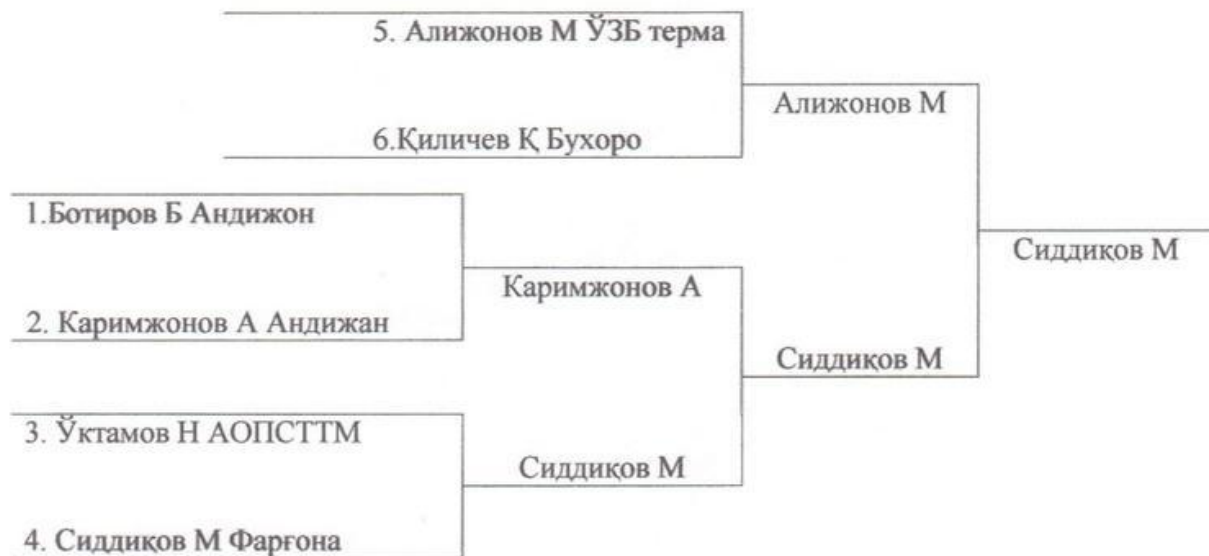 5. Алижонов М ЎЗБ терма
Алижонов М
6.Қиличев Қ Бухоро
1.Ботиров Б Андижон
Сиддиқов М
Каримжонов А
2. Каримжонов А Андижан
Сиддиқов М
3. Ўктамов Н АОПСТТМ
Сиддиқов М
4. Сиддиқов М Фарғона